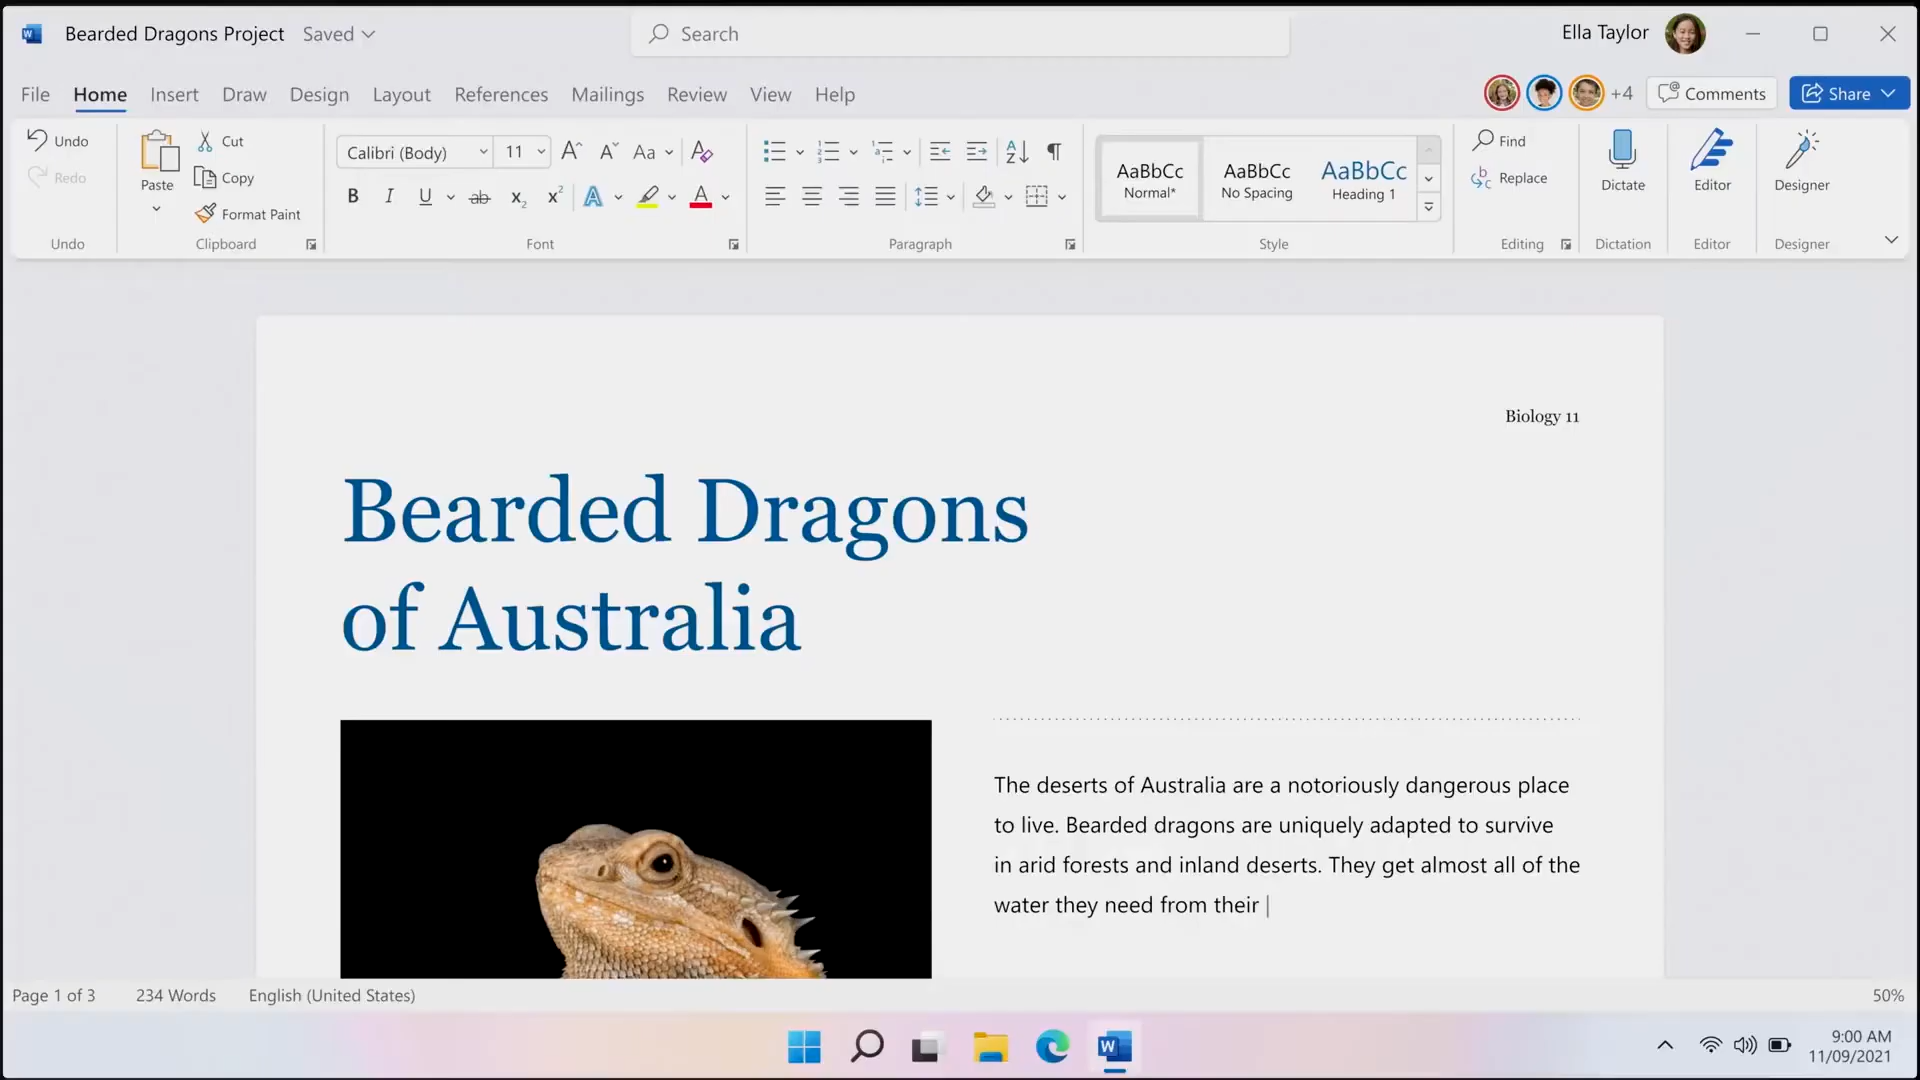 Bearded Dragons Project Saved
Search
Ella Taylor
File Home Insert Draw Design Layout References Mailings Review View Help
+4 Comments Share
Undo
Redo
Undo
Paste
Cut
Copy
Format Paint
Clipboard
Calibri (Body) 11
Aa
B I U ab x₂ x²
Font
Paragraph
AaBbCc
Normal*
AaBbCc
No Spacing
AaBbCc
Heading 1
Style
Find
Replace
Editing
Dictate
Dictation
Editor
Editor
Designer
Designer
Biology 11
Bearded Dragons
of Australia
The deserts of Australia are a notoriously dangerous place
to live. Bearded dragons are uniquely adapted to survive
in arid forests and inland deserts. They get almost all of the
water they need from their
Page 1 of 3 234 Words English (United States) 50%
9:00 AM
11/09/2021